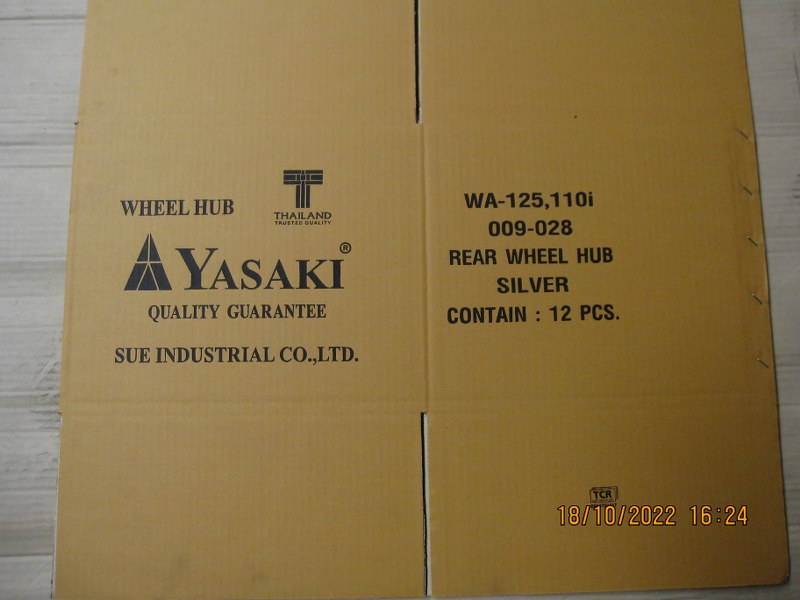 WHEEL HUB
THAILAND
TRUSTED QUALITY
YASAKI®
QUALITY GUARANTEE
SUE INDUSTRIAL CO.,LTD.
WA-125,110i
009-028
REAR WHEEL HUB
SILVER
CONTAIN : 12 PCS.
TCR
18/10/2022 16:24